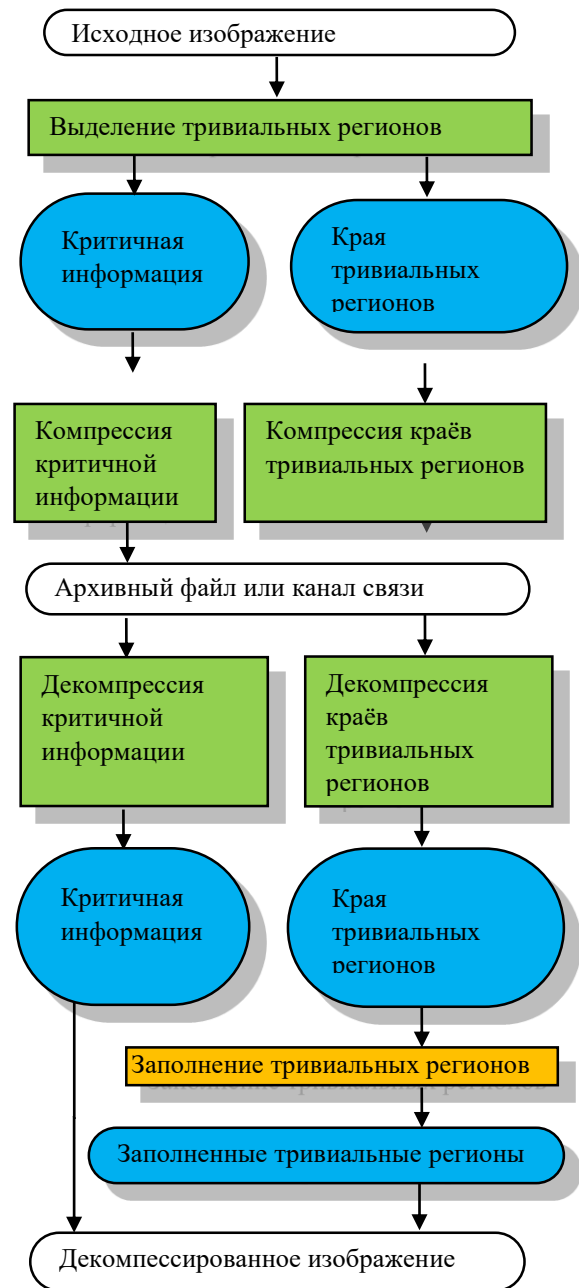 Исходное изображение
Выделение тривиальных регионов
Критичная
информация
Края
тривиальных
регионов
Компрессия
критичной
информации
Компрессия краёв
тривиальных регионов
Архивный файл или канал связи
Декомпрессия
критичной
информации
Декомпрессия
краёв
тривиальных
регионов
Критичная
информация
Края
тривиальных
регионов
Заполнение тривиальных регионов
Заполненные тривиальные регионы
Декомпессированное изображение